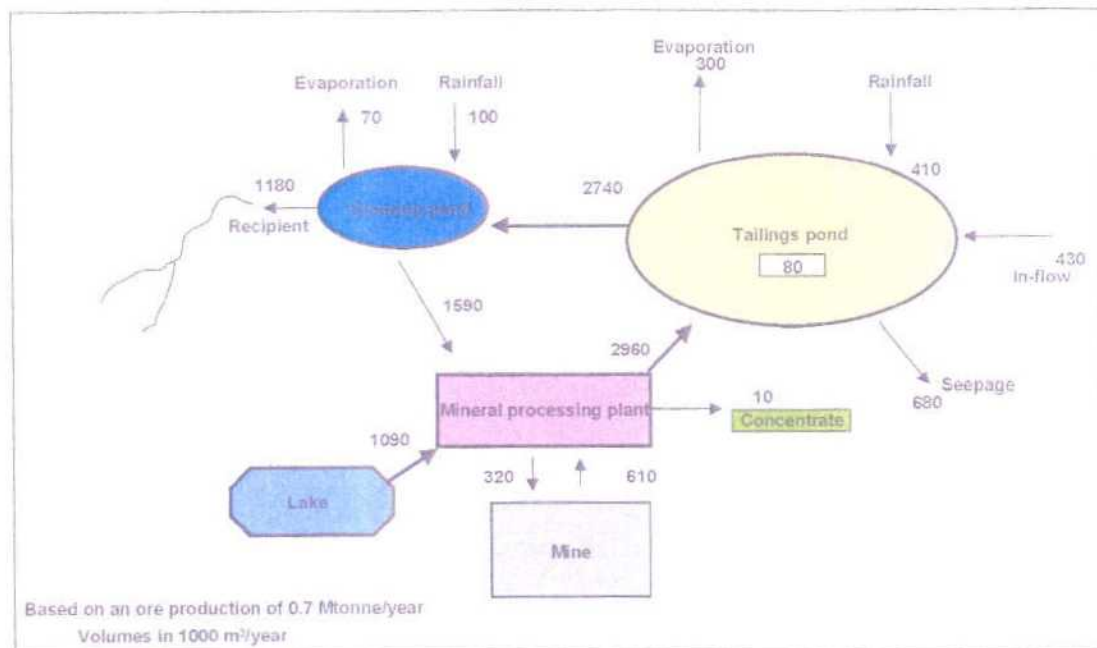 Evaporation
300
Evaporation
70
Rainfall
100
Rainfall
410
1180
Recipient
2740
Tailings pond
80
430
In-flow
1590
2960
Seepage
680
Mineral processing plant
10
Concentrate
1090
Lake
320
610
Mine
Based on an ore production of 0.7 Mtonne/year
Volumes in 1000 m³/year